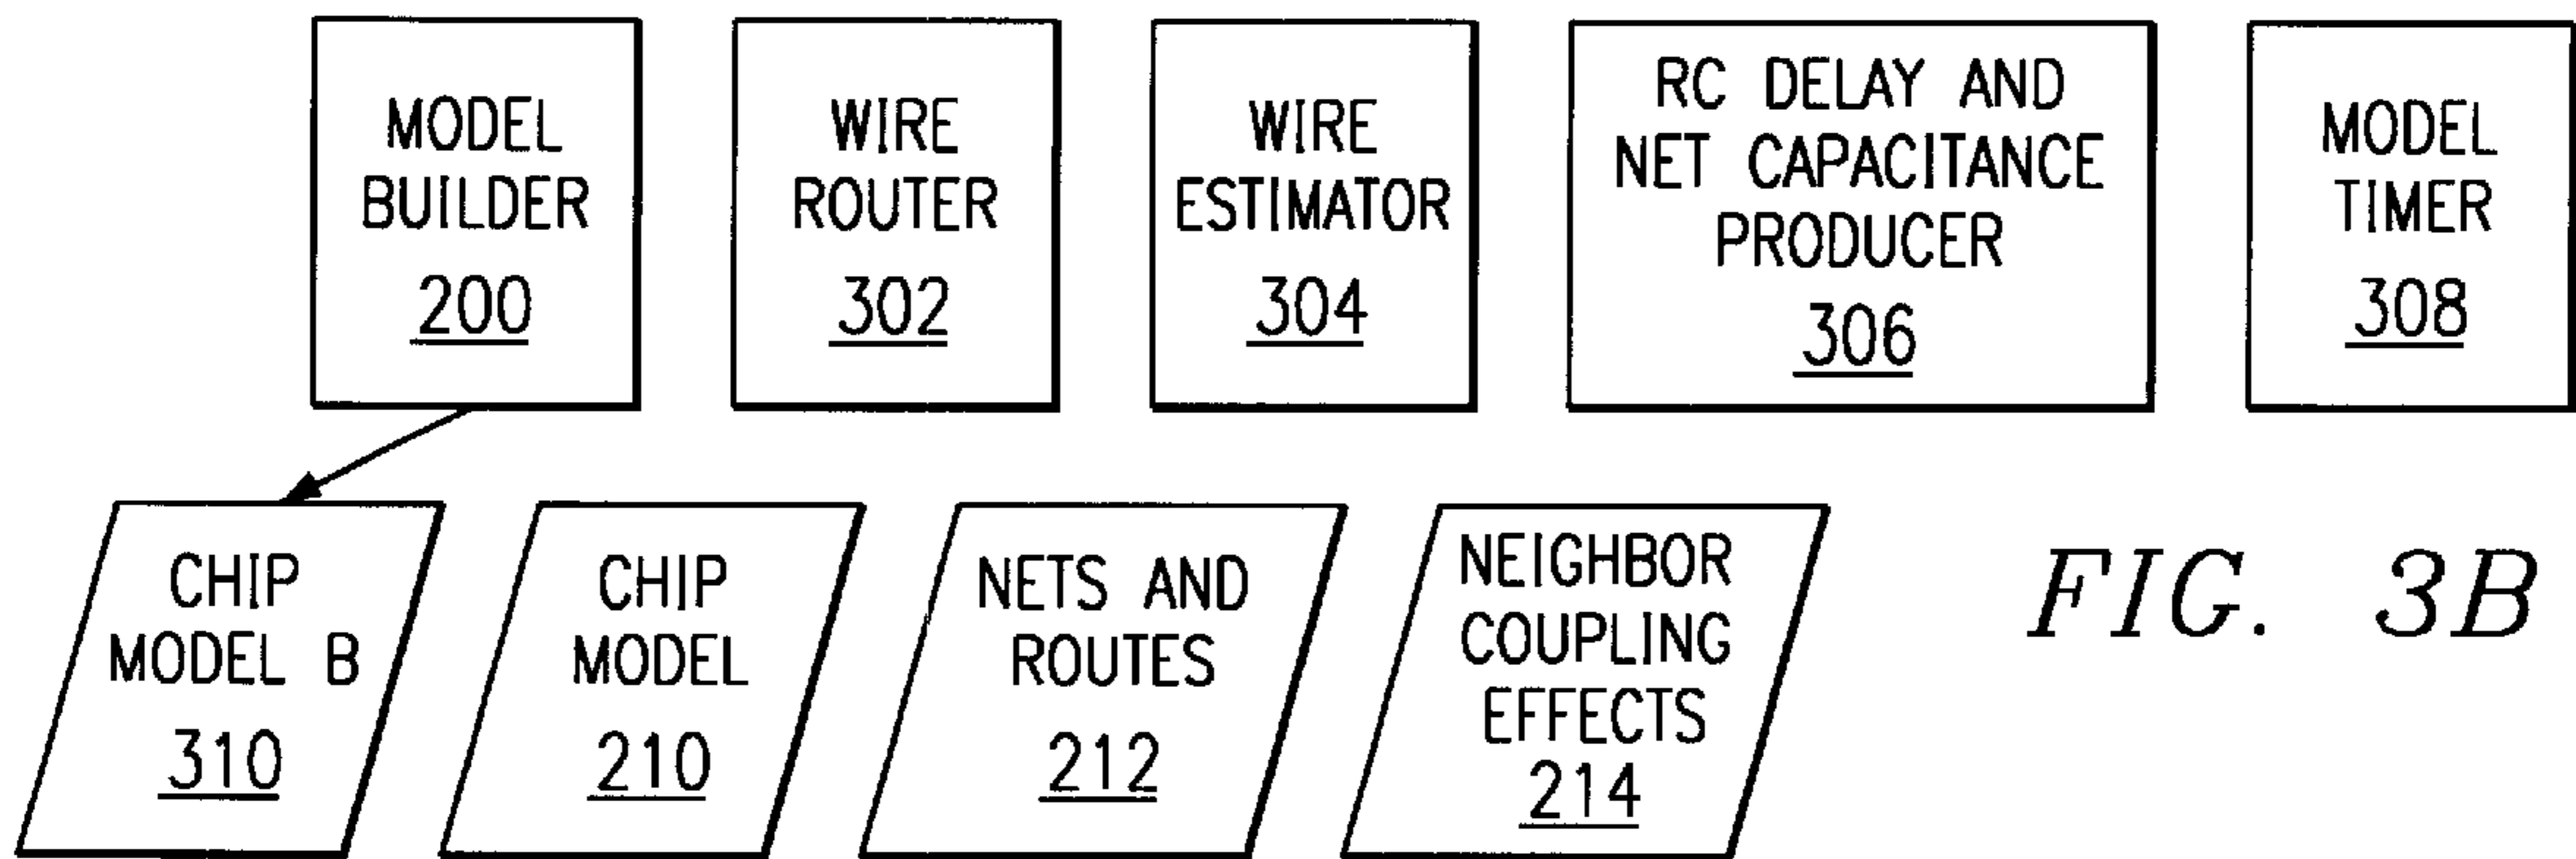 MODEL
BUILDER
200
WIRE
ROUTER
302
WIRE
ESTIMATOR
304
RC DELAY AND
NET CAPACITANCE
PRODUCER
306
MODEL
TIMER
308
CHIP
MODEL B
310
CHIP
MODEL
210
NETS AND
ROUTES
212
NEIGHBOR
COUPLING
EFFECTS
214
FIG. 3B